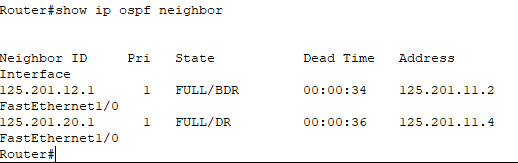 Router#show ip ospf neighbor
Neighbor ID     Pri   State           Dead Time   Address
Interface
125.201.12.1      1   FULL/BDR        00:00:34    125.201.11.2
FastEthernet1/0
125.201.20.1      1   FULL/DR         00:00:36    125.201.11.4
FastEthernet1/0
Router#